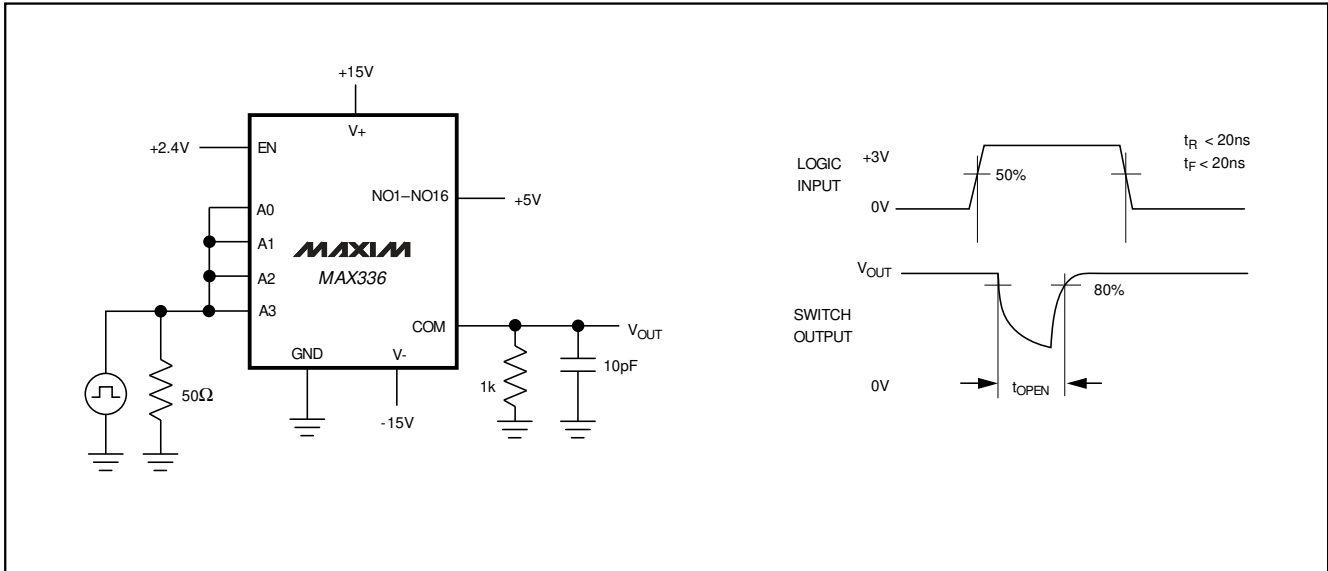 +15V
V+
+2.4V
EN
NO1–NO16
+5V
A0
A1
MAXIM
A2
MAX336
A3
COM
VOUT
GND
V-
10pF
1k
50Ω
-15V
tR < 20ns
tF < 20ns
LOGIC
INPUT
+3V
50%
0V
VOUT
80%
SWITCH
OUTPUT
0V
tOPEN